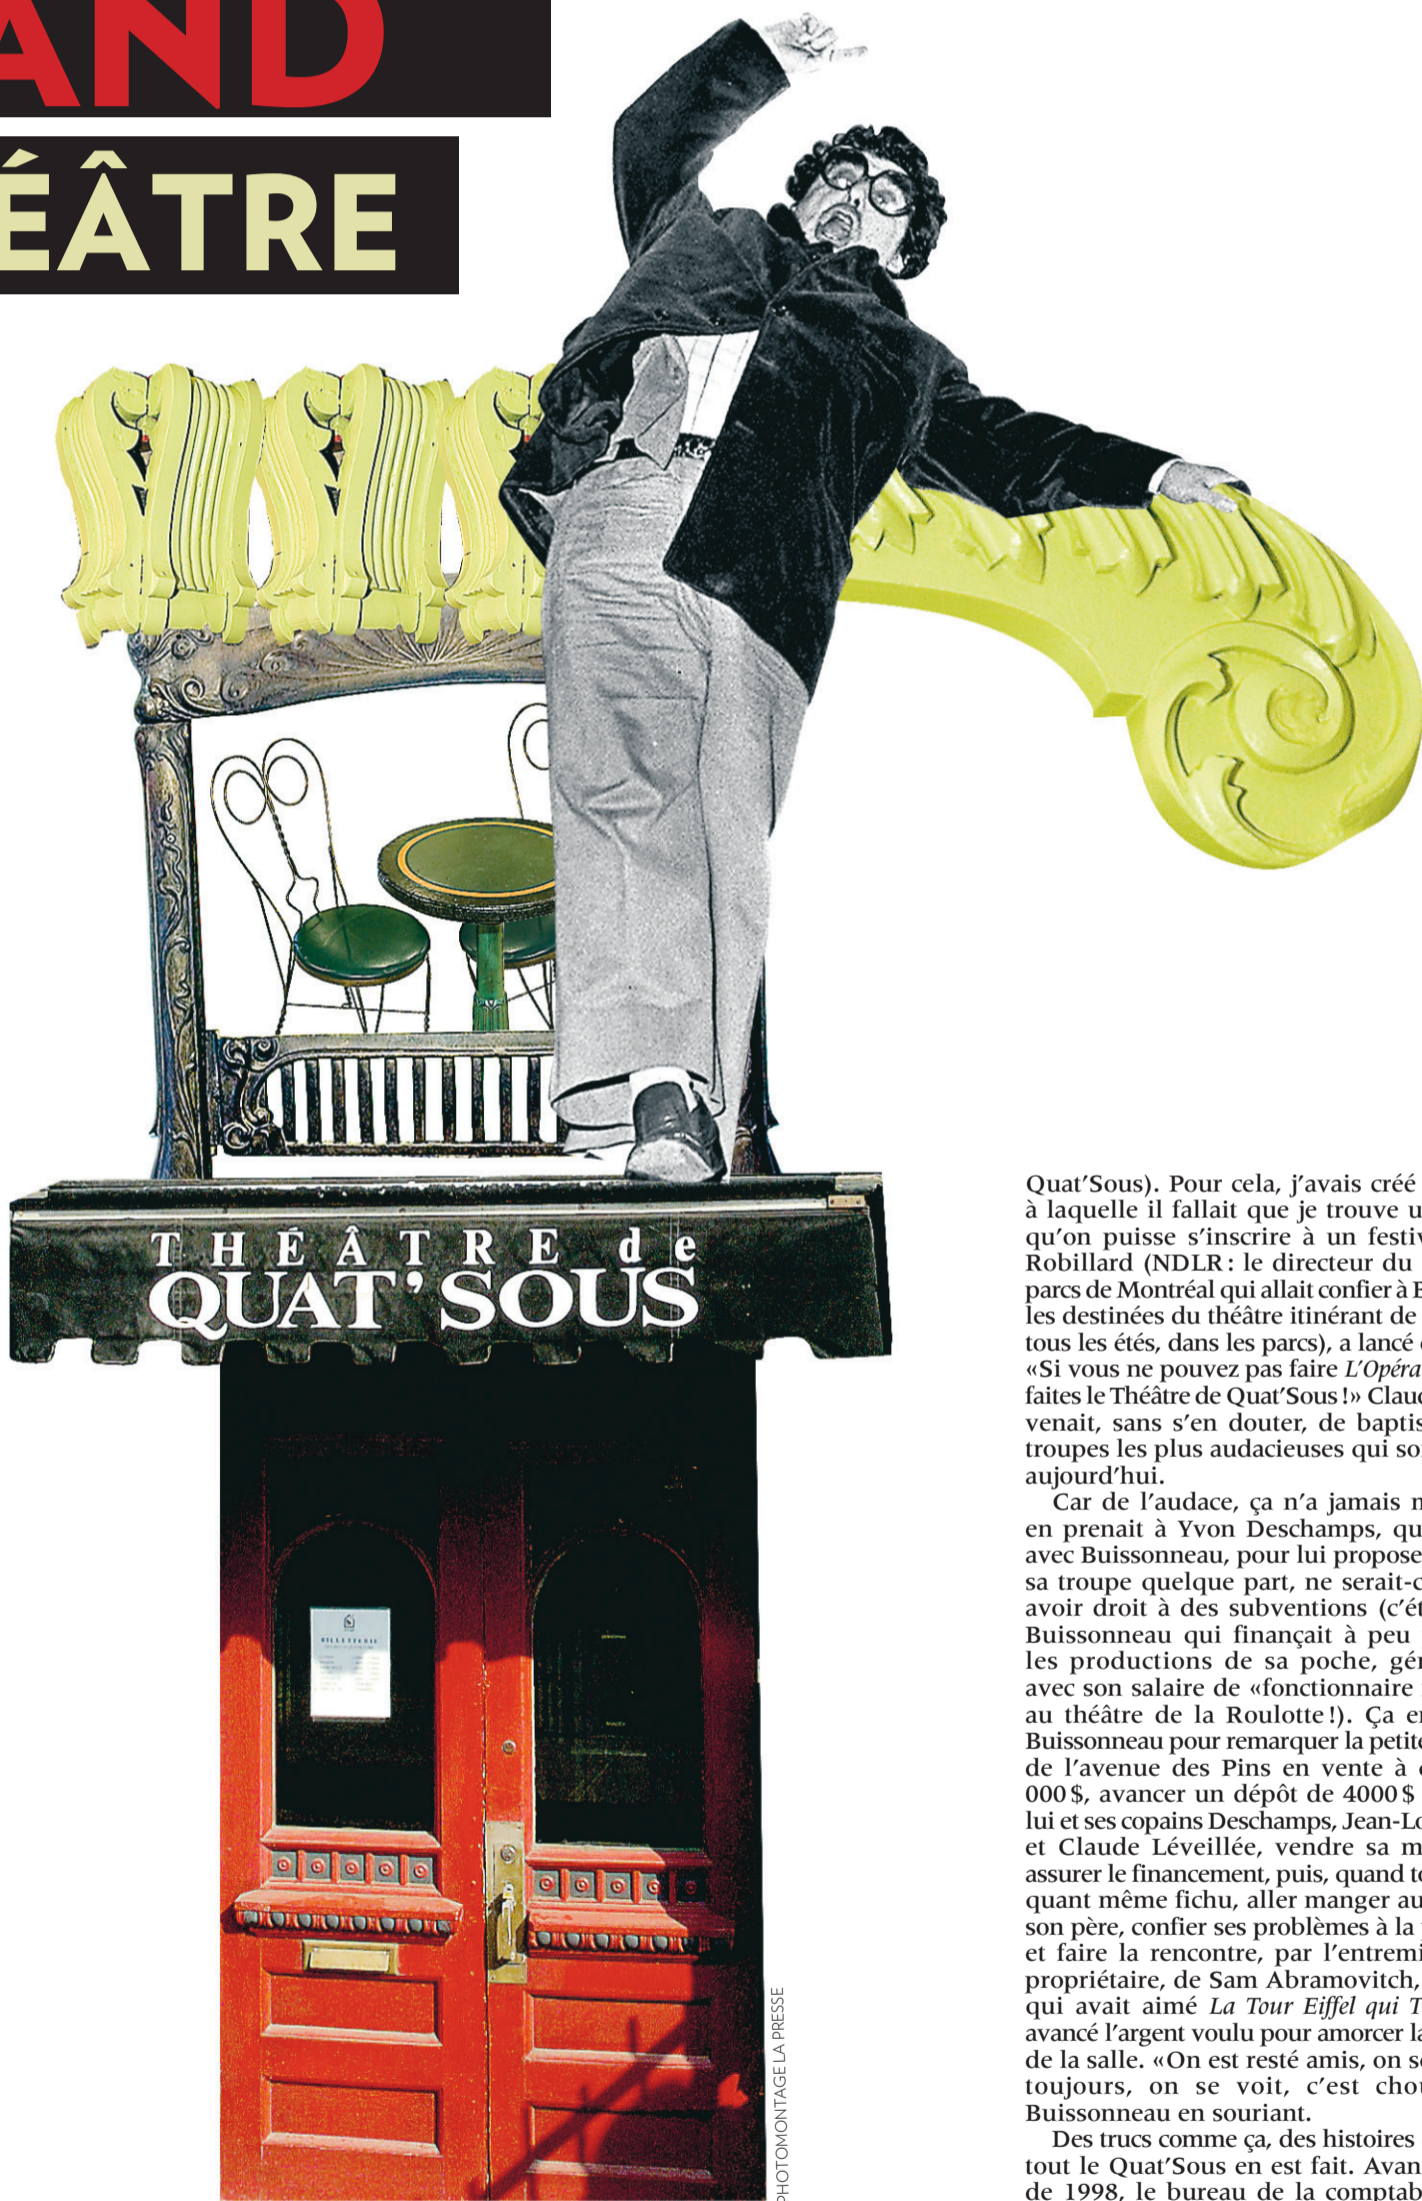 AND
ÉÂTRE
THÉÂTRE de
QUAT'SOUS
BILLETTERIE
PHOTOMONTAGE LA PRESSE
Quat'Sous). Pour cela, j'avais créé
à laquelle il fallait que je trouve u
qu'on puisse s'inscrire à un festiv
Robillard (NDLR : le directeur du
parcs de Montréal qui allait confier à B
les destinées du théâtre itinérant de
tous les étés, dans les parcs), a lancé
«Si vous ne pouvez pas faire L'Opéra
faites le Théâtre de Quat'Sous !» Claud
venait, sans s'en douter, de baptis
troupes les plus audacieuses qui so
aujourd'hui.
Car de l'audace, ça n'a jamais m
en prenait à Yvon Deschamps, qu
avec Buissonneau, pour lui propose
sa troupe quelque part, ne serait-c
avoir droit à des subventions (c'ét
Buissonneau qui finançait à peu
les productions de sa poche, gén
avec son salaire de «fonctionnaire
au théâtre de la Roulotte !). Ça en
Buissonneau pour remarquer la petite
de l'avenue des Pins en vente à
000 $, avancer un dépôt de 4000 $
lui et ses copains Deschamps, Jean-Lo
et Claude Léveillée, vendre sa m
assurer le financement, puis, quand to
quant même fichu, aller manger au
son père, confier ses problèmes à la
et faire la rencontre, par l'entremi
propriétaire, de Sam Abramovitch,
qui avait aimé La Tour Eiffel qui T
avancé l'argent voulu pour amorcer la
de la salle. «On est resté amis, on s
toujours, on se voit, c'est chou
Buissonneau en souriant.
Des trucs comme ça, des histoires
tout le Quat'Sous en est fait. Avan
de 1998, le bureau de la comptab